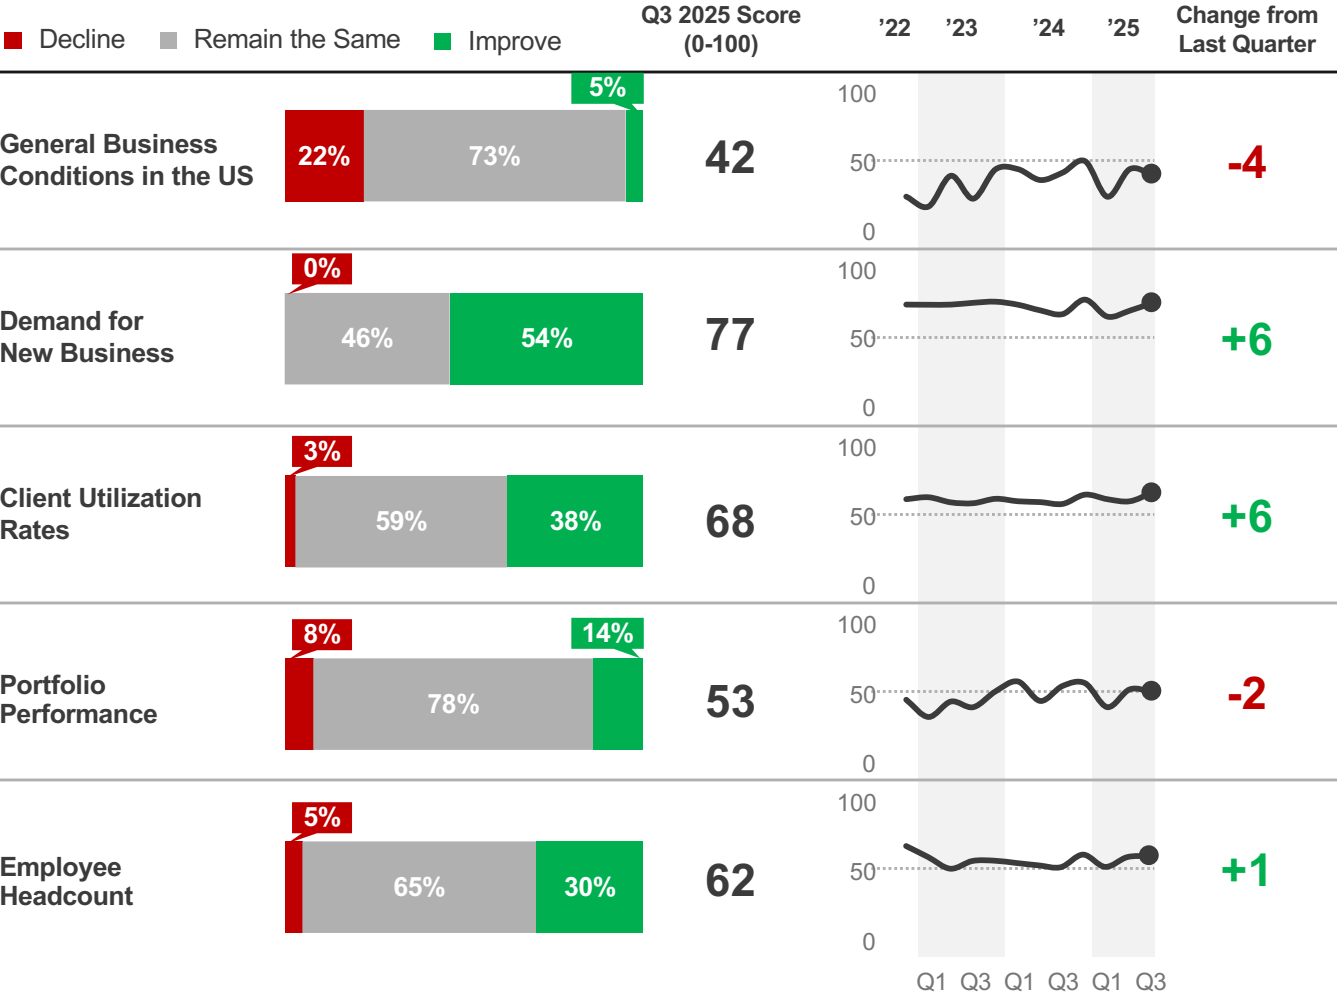 Decline
Remain the Same
Improve
Q3 2025 Score
(0-100)
’22
’23
’24
’25
Change from
Last Quarter
General Business
Conditions in the US
22%
73%
5%
42
100
50
0
-4
Demand for
New Business
0%
46%
54%
77
100
50
0
+6
Client Utilization
Rates
3%
59%
38%
68
100
50
0
+6
Portfolio
Performance
8%
78%
14%
53
100
50
0
-2
Employee
Headcount
5%
65%
30%
62
100
50
0
+1
Q1
Q3
Q1
Q3
Q1
Q3